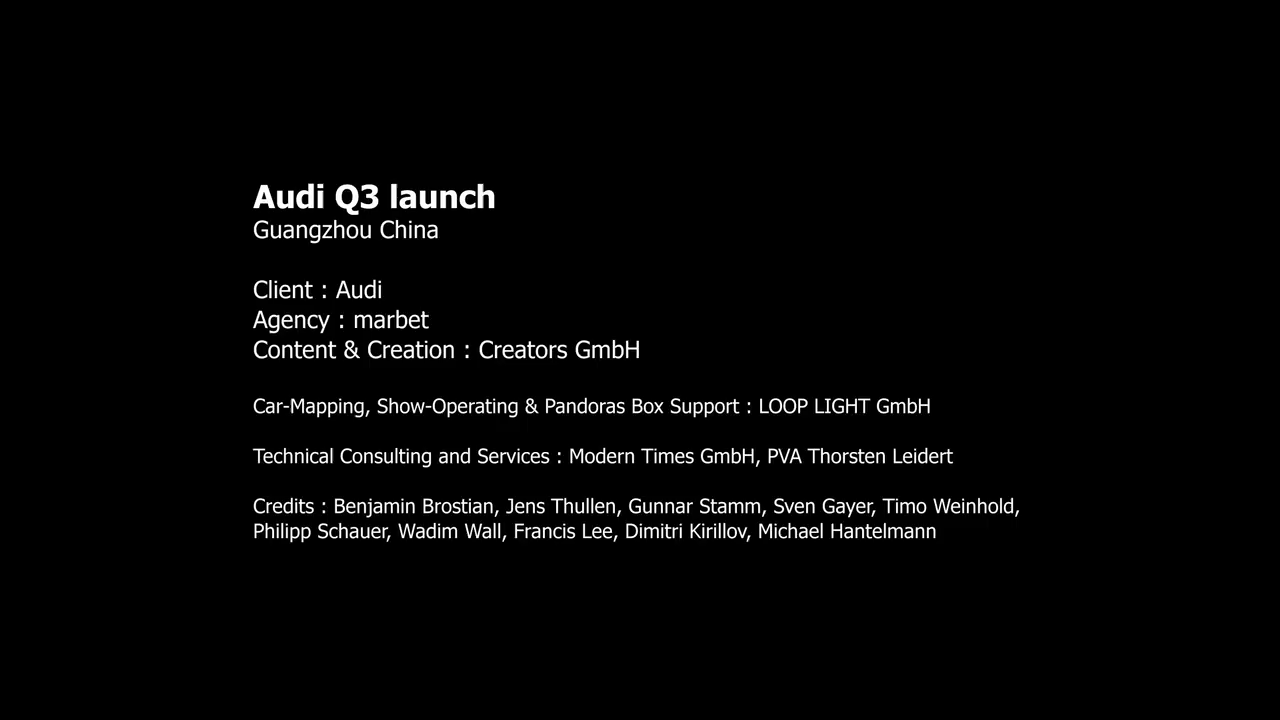 Audi Q3 launch
Guangzhou China
Client : Audi
Agency : marbet
Content & Creation : Creators GmbH
Car-Mapping, Show-Operating & Pandoras Box Support : LOOP LIGHT GmbH
Technical Consulting and Services : Modern Times GmbH, PVA Thorsten Leidert
Credits : Benjamin Brostian, Jens Thullen, Gunnar Stamm, Sven Gayer, Timo Weinhold,
Philipp Schauer, Wadim Wall, Francis Lee, Dimitri Kirillov, Michael Hantelmann